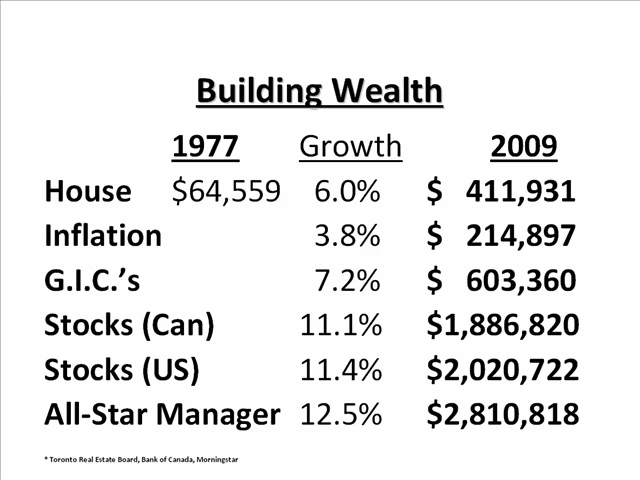 Building Wealth
1977 Growth 2009
House $64,559 6.0% $ 411,931
Inflation 3.8% $ 214,897
G.I.C.'s 7.2% $ 603,360
Stocks (Can) 11.1% $1,886,820
Stocks (US) 11.4% $2,020,722
All-Star Manager 12.5% $2,810,818
* Toronto Real Estate Board, Bank of Canada, Morningstar